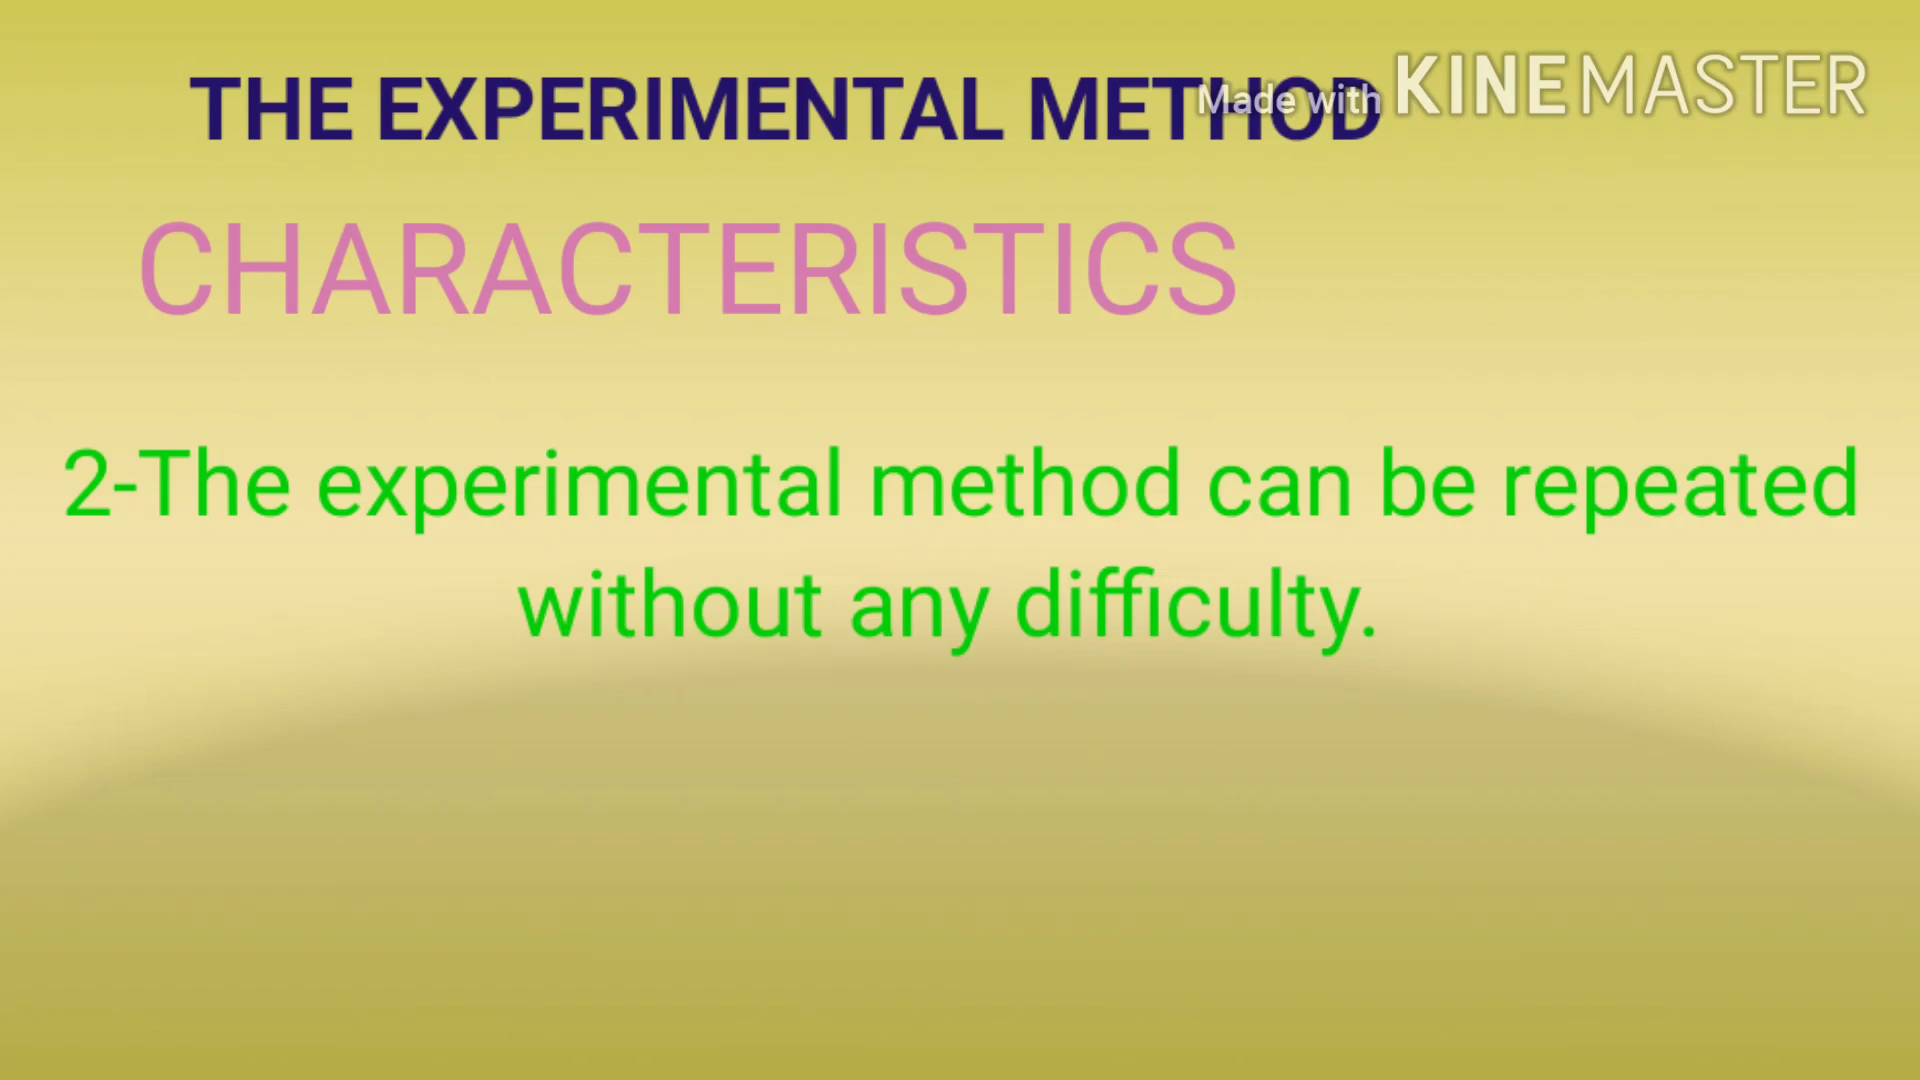 THE EXPERIMENTAL METHOD
Made with KINEMASTER
CHARACTERISTICS
2-The experimental method can be repeated
without any difficulty.